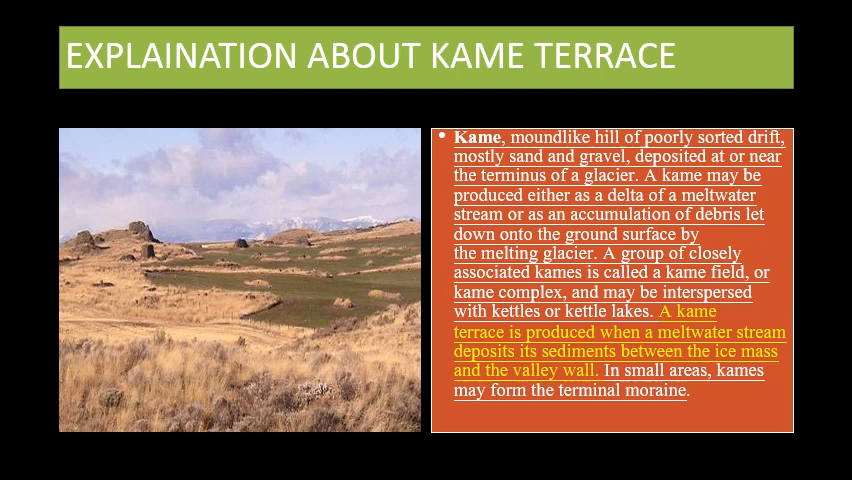 EXPLAINATION ABOUT KAME TERRACE
• Kame, moundlike hill of poorly sorted drift,
mostly sand and gravel, deposited at or near
the terminus of a glacier. A kame may be
produced either as a delta of a meltwater
stream or as an accumulation of debris let
down onto the ground surface by
the melting glacier. A group of closely
associated kames is called a kame field, or
kame complex, and may be interspersed
with kettles or kettle lakes. A kame
terrace is produced when a meltwater stream
deposits its sediments between the ice mass
and the valley wall. In small areas, kames
may form the terminal moraine.